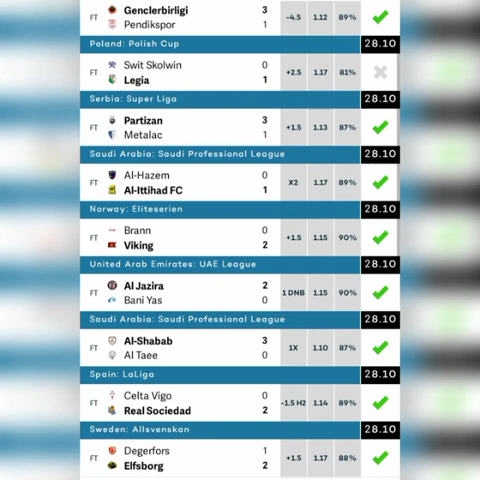 Genclerbirligi 3
FT -4.5 1.12 89%
Pendikspor 1
Poland: Polish Cup 28.10
Swit Skolwin 0
FT +2.5 1.17 81%
Legia 1
Serbia: Super Liga 28.10
Partizan 3
FT +1.5 1.13 87%
Metalac 1
Saudi Arabia: Saudi Professional League 28.10
Al-Hazem 0
FT X2 1.17 89%
Al-Ittihad FC 1
Norway: Eliteserien 28.10
Brann 0
FT +1.5 1.15 90%
Viking 2
United Arab Emirates: UAE League 28.10
Al Jazira 2
FT 1 DNB 1.15 90%
Bani Yas 0
Saudi Arabia: Saudi Professional League 28.10
Al-Shabab 3
FT 1X 1.10 87%
Al Taee 0
Spain: LaLiga 28.10
Celta Vigo 0
FT -1.5 H2 1.14 89%
Real Sociedad 2
Sweden: Allsvenskan 28.10
Degerfors 1
FT +1.5 1.17 88%
Elfsborg 2